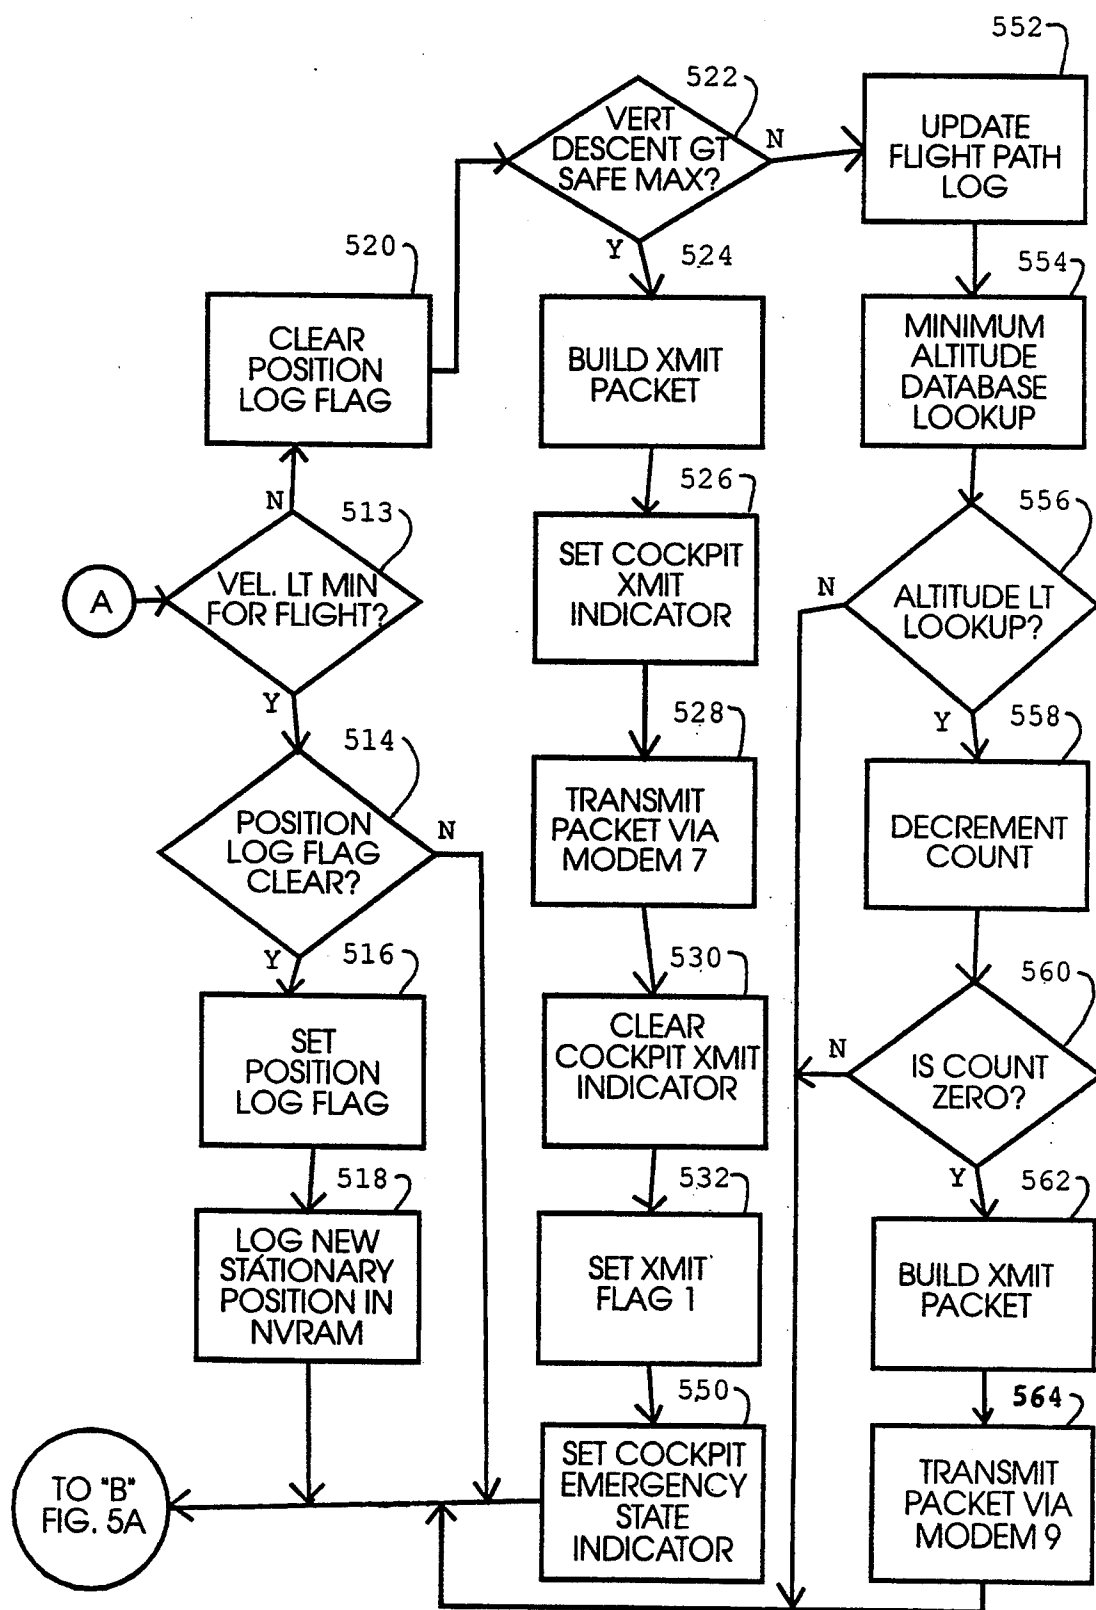 A
513
VEL. LT MIN
FOR FLIGHT?
N
Y
520
CLEAR
POSITION
LOG FLAG
514
POSITION
LOG FLAG
CLEAR?
N
Y
516
SET
POSITION
LOG FLAG
518
LOG NEW
STATIONARY
POSITION IN
NVRAM
TO "B"
FIG. 5A
522
VERT
DESCENT GT
SAFE MAX?
N
Y
524
BUILD XMIT
PACKET
526
SET COCKPIT
XMIT
INDICATOR
528
TRANSMIT
PACKET VIA
MODEM 7
530
CLEAR
COCKPIT XMIT
INDICATOR
532
SET XMIT
FLAG 1
550
SET COCKPIT
EMERGENCY
STATE
INDICATOR
552
UPDATE
FLIGHT PATH
LOG
554
MINIMUM
ALTITUDE
DATABASE
LOOKUP
556
ALTITUDE LT
LOOKUP?
N
Y
558
DECREMENT
COUNT
560
IS COUNT
ZERO?
N
Y
562
BUILD XMIT
PACKET
564
TRANSMIT
PACKET VIA
MODEM 9